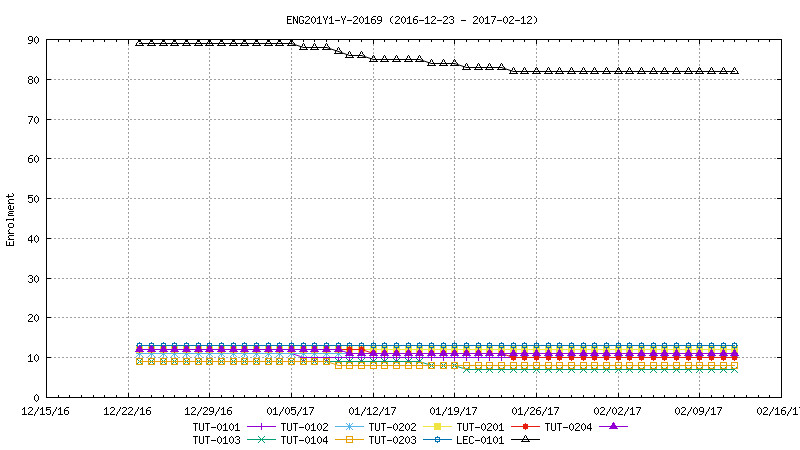 ENG201Y1-Y-20169 (2016-12-23 - 2017-02-12)
90
80
70
60
50
40
30
20
10
0
Enrolment
12/15/16 12/22/16 12/29/16 01/05/17 01/12/17 01/19/17 01/26/17 02/02/17 02/09/17 02/16/1
TUT-0101 TUT-0102 TUT-0202 TUT-0201 TUT-0204
TUT-0103 TUT-0104 TUT-0203 LEC-0101